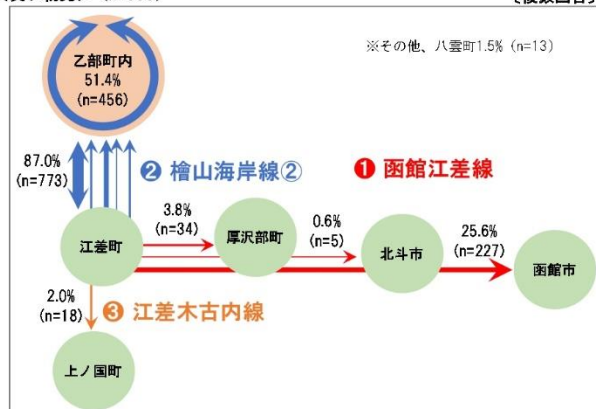 ※その他、八雲町1.5%（n=13）
乙部町内
51.4%
(n=456)
87.0%
(n=773)
❷ 檜山海岸線②
❶ 函館江差線
江差町
3.8%
(n=34)
厚沢部町
0.6%
(n=5)
北斗市
25.6%
(n=227)
函館市
2.0%
(n=18)
❸ 江差木古内線
上ノ国町